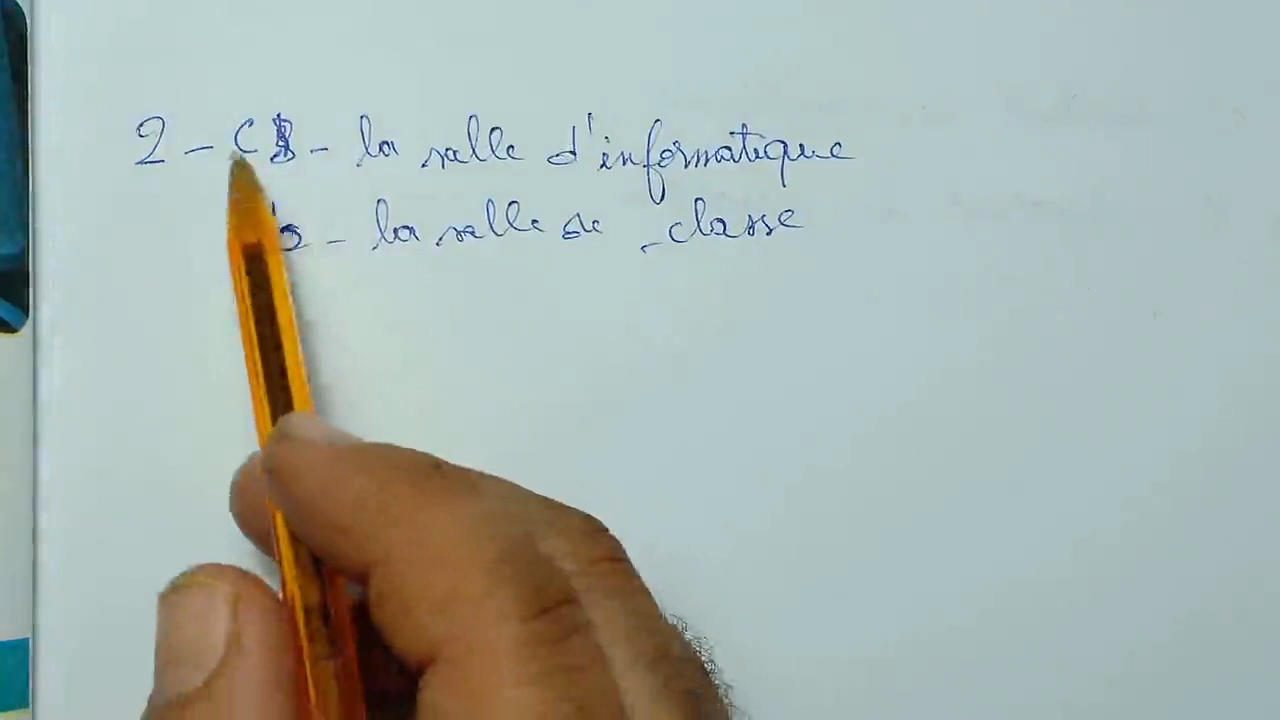 2 - C - la salle d'informatique
b - la salle de classe